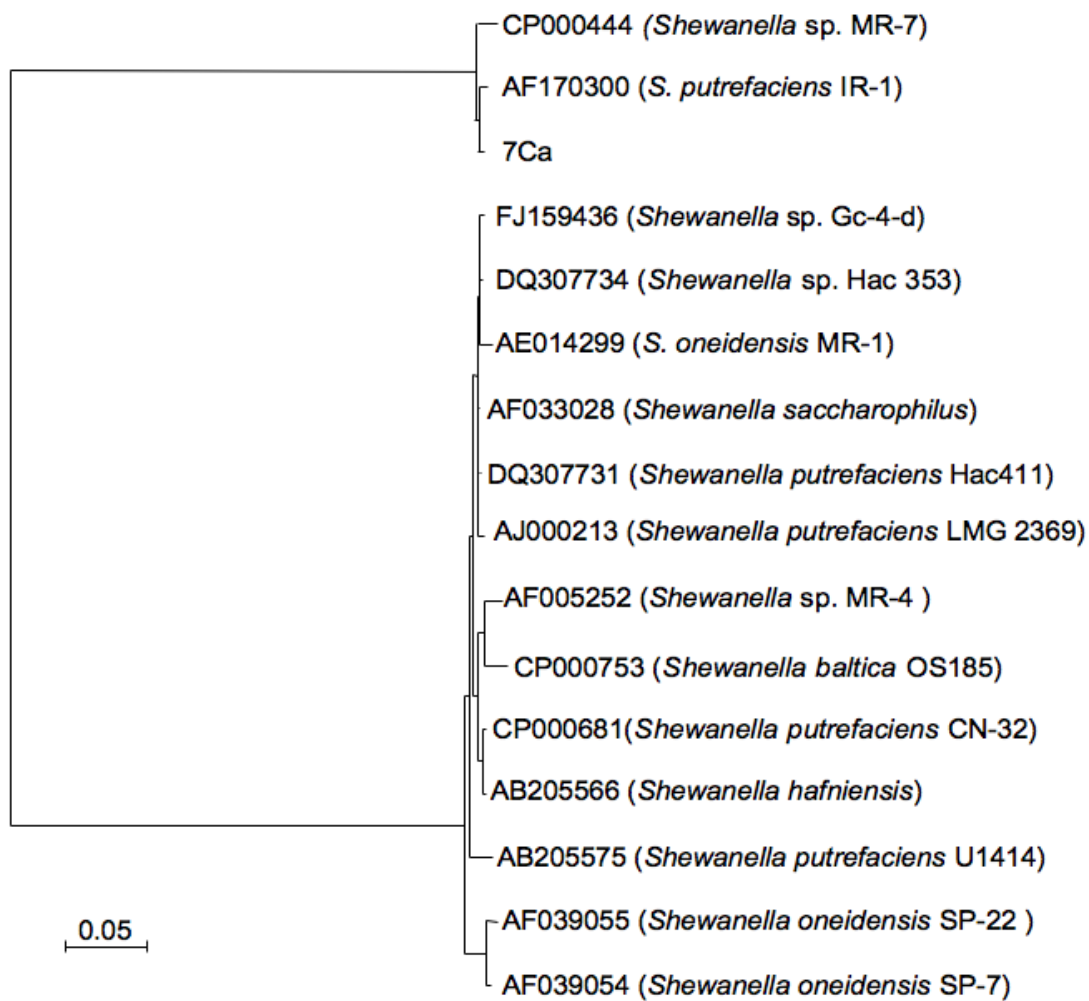 CP000444 (Shewanella sp. MR-7)
AF170300 (S. putrefaciens IR-1)
7Ca
FJ159436 (Shewanella sp. Gc-4-d)
DQ307734 (Shewanella sp. Hac 353)
AE014299 (S. oneidensis MR-1)
AF033028 (Shewanella saccharophilus)
DQ307731 (Shewanella putrefaciens Hac411)
AJ000213 (Shewanella putrefaciens LMG 2369)
AF005252 (Shewanella sp. MR-4 )
CP000753 (Shewanella baltica OS185)
CP000681(Shewanella putrefaciens CN-32)
AB205566 (Shewanella hafniensis)
AB205575 (Shewanella putrefaciens U1414)
AF039055 (Shewanella oneidensis SP-22 )
0.05
AF039054 (Shewanella oneidensis SP-7)